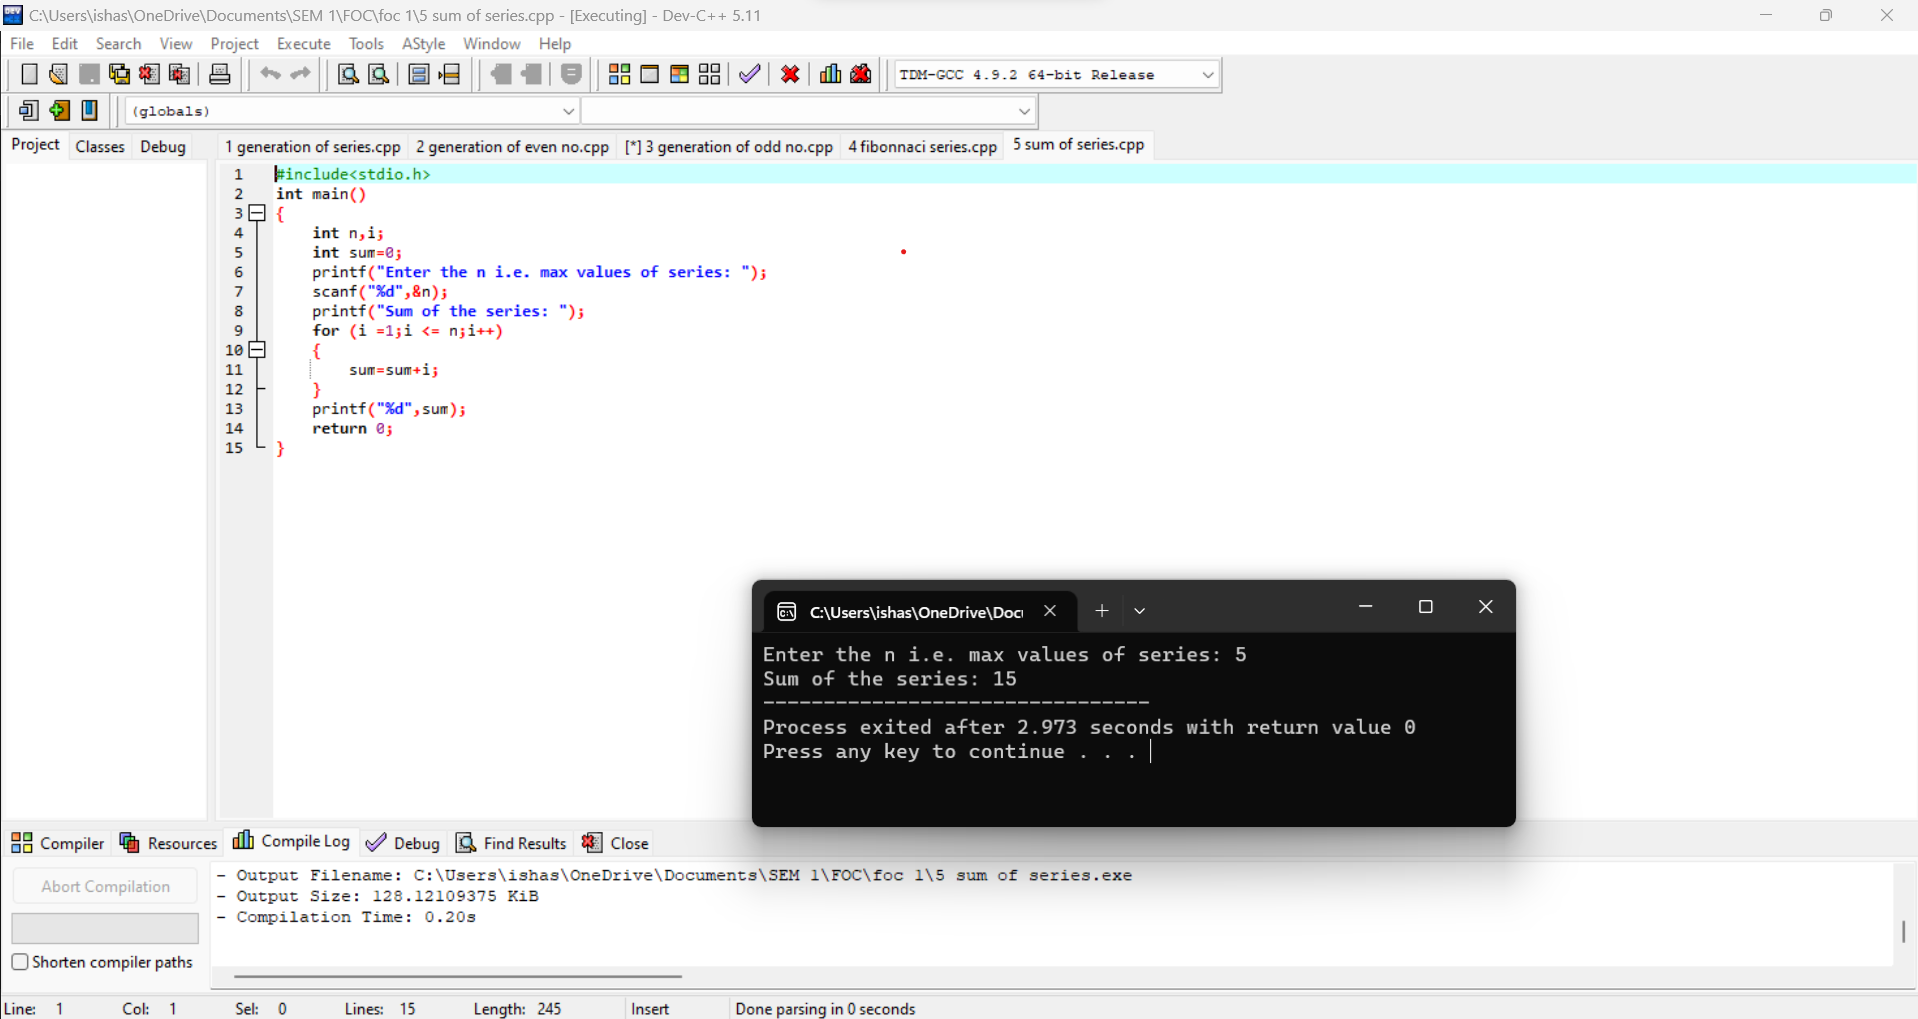 C:\Users\ishas\OneDrive\Documents\SEM 1\FOC\foc 1\5 sum of series.cpp - [Executing] - Dev-C++ 5.11
File Edit Search View Project Execute Tools AStyle Window Help
TDM-GCC 4.9.2 64-bit Release
(globals)
Project Classes Debug
1 generation of series.cpp 2 generation of even no.cpp [*] 3 generation of odd no.cpp 4 fibonnaci series.cpp 5 sum of series.cpp
1 #include<stdio.h>
2 int main()
3 {
4 int n,i;
5 int sum=0;
6 printf("Enter the n i.e. max values of series: ");
7 scanf("%d",&n);
8 printf("Sum of the series: ");
9 for (i =1;i <= n;i++)
10 {
11 sum=sum+i;
12 }
13 printf("%d",sum);
14 return 0;
15 }
C:\Users\ishas\OneDrive\Doc
Enter the n i.e. max values of series: 5
Sum of the series: 15
--------------------------------
Process exited after 2.973 seconds with return value 0
Press any key to continue . . .
Compiler Resources Compile Log Debug Find Results Close
Abort Compilation
Shorten compiler paths
- Output Filename: C:\Users\ishas\OneDrive\Documents\SEM 1\FOC\foc 1\5 sum of series.exe
- Output Size: 128.12109375 KiB
- Compilation Time: 0.20s
Line: 1 Col: 1 Sel: 0 Lines: 15 Length: 245 Insert Done parsing in 0 seconds